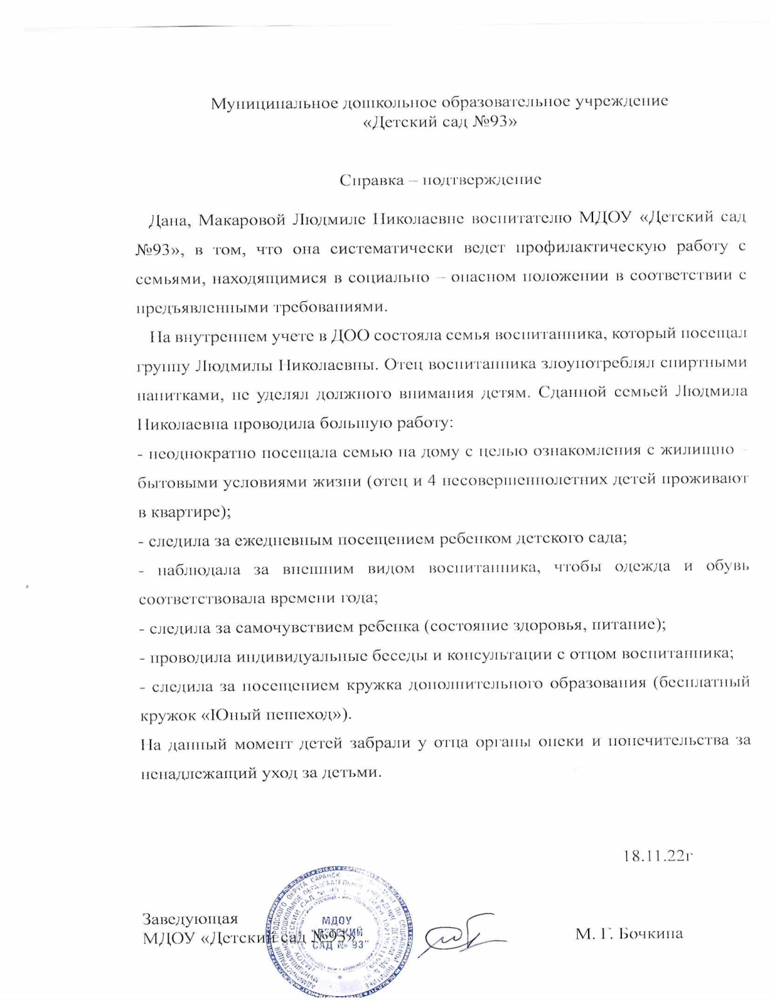 Муниципальное дошкольное образовательное учреждение
«Детский сад №93»
Справка – подтверждение
Дана, Макаровой Людмиле Николаевне воспитателю МДОУ «Детский сад
№93», в том, что она систематически ведет профилактическую работу с
семьями, находящимися в социально – опасном положении в соответствии с
предъявленными требованиями.
На внутреннем учете в ДОО состояла семья воспитанника, который посещал
группу Людмилы Николаевны. Отец воспитанника злоупотреблял спиртными
напитками, не уделял должного внимания детям. Сданной семьей Людмила
Николаевна проводила большую работу:
- неоднократно посещала семью на дому с целью ознакомления с жилищно –
бытовыми условиями жизни (отец и 4 несовершеннолетних детей проживают
в квартире);
- следила за ежедневным посещением ребенком детского сада;
- наблюдала за внешним видом воспитанника, чтобы одежда и обувь
соответствовала времени года;
- следила за самочувствием ребенка (состояние здоровья, питание);
- проводила индивидуальные беседы и консультации с отцом воспитанника;
- следила за посещением кружка дополнительного образования (бесплатный
кружок «Юный пешеход»).
На данный момент детей забрали у отца органы опеки и попечительства за
ненадлежащий уход за детьми.
18.11.22г
Заведующая
МДОУ «Детский сад №93»
М. Г. Бочкина
МДОУ
"ДЕТСКИЙ
САД № 93"